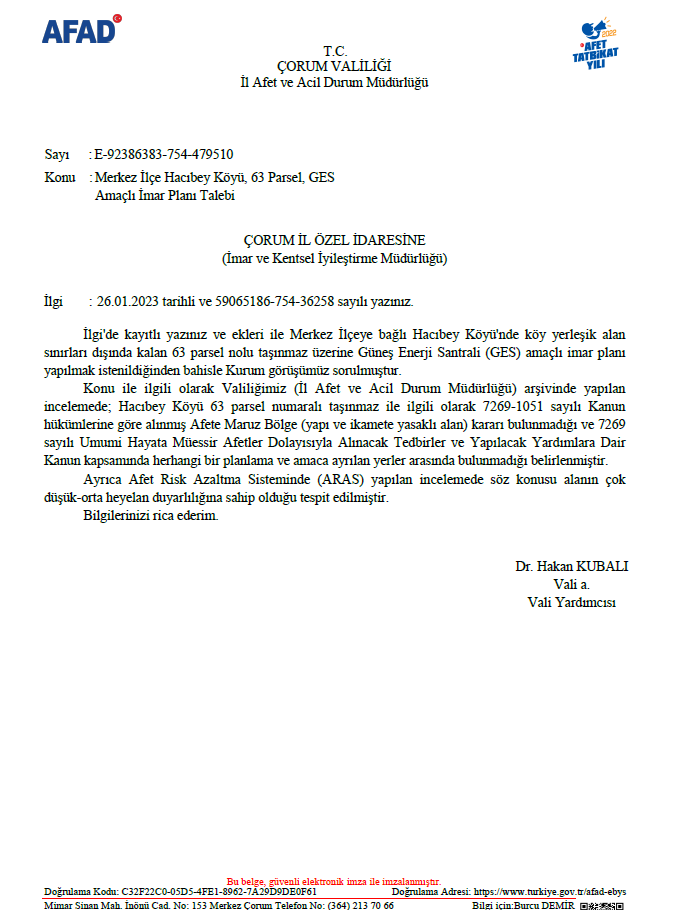 AFAD
2022
AFET
TATBİKAT
YILI
T.C.
ÇORUM VALİLİĞİ
İl Afet ve Acil Durum Müdürlüğü
Sayı : E-92386383-754-479510
Konu : Merkez İlçe Hacıbey Köyü, 63 Parsel, GES
Amaçlı İmar Planı Talebi
ÇORUM İL ÖZEL İDARESİNE
(İmar ve Kentsel İyileştirme Müdürlüğü)
İlgi : 26.01.2023 tarihli ve 59065186-754-36258 sayılı yazınız.
İlgi'de kayıtlı yazınız ve ekleri ile Merkez İlçeye bağlı Hacıbey Köyü'nde köy yerleşik alan
sınırları dışında kalan 63 parsel nolu taşınmaz üzerine Güneş Enerji Santrali (GES) amaçlı imar planı
yapılmak istenildiğinden bahisle Kurum görüşümüz sorulmuştur.
Konu ile ilgili olarak Valiliğimiz (İl Afet ve Acil Durum Müdürlüğü) arşivinde yapılan
incelemede; Hacıbey Köyü 63 parsel numaralı taşınmaz ile ilgili olarak 7269-1051 sayılı Kanun
hükümlerine göre alınmış Afete Maruz Bölge (yapı ve ikamete yasaklı alan) kararı bulunmadığı ve 7269
sayılı Umumi Hayata Müessir Afetler Dolayısıyla Alınacak Tedbirler ve Yapılacak Yardımlara Dair
Kanun kapsamında herhangi bir planlama ve amaca ayrılan yerler arasında bulunmadığı belirlenmiştir.
Ayrıca Afet Risk Azaltma Sisteminde (ARAS) yapılan incelemede söz konusu alanın çok
düşük-orta heyelan duyarlılığına sahip olduğu tespit edilmiştir.
Bilgilerinizi rica ederim.
Dr. Hakan KUBALI
Vali a.
Vali Yardımcısı
Bu belge, güvenli elektronik imza ile imzalanmıştır.
Doğrulama Kodu: C32F22C0-05D5-4FE1-8962-7A29D9DE0F61 Doğrulama Adresi: https://www.turkiye.gov.tr/afad-ebys
Mimar Sinan Mah. İnönü Cad. No: 153 Merkez Çorum Telefon No: (364) 213 70 66 Bilgi için:Burcu DEMİR